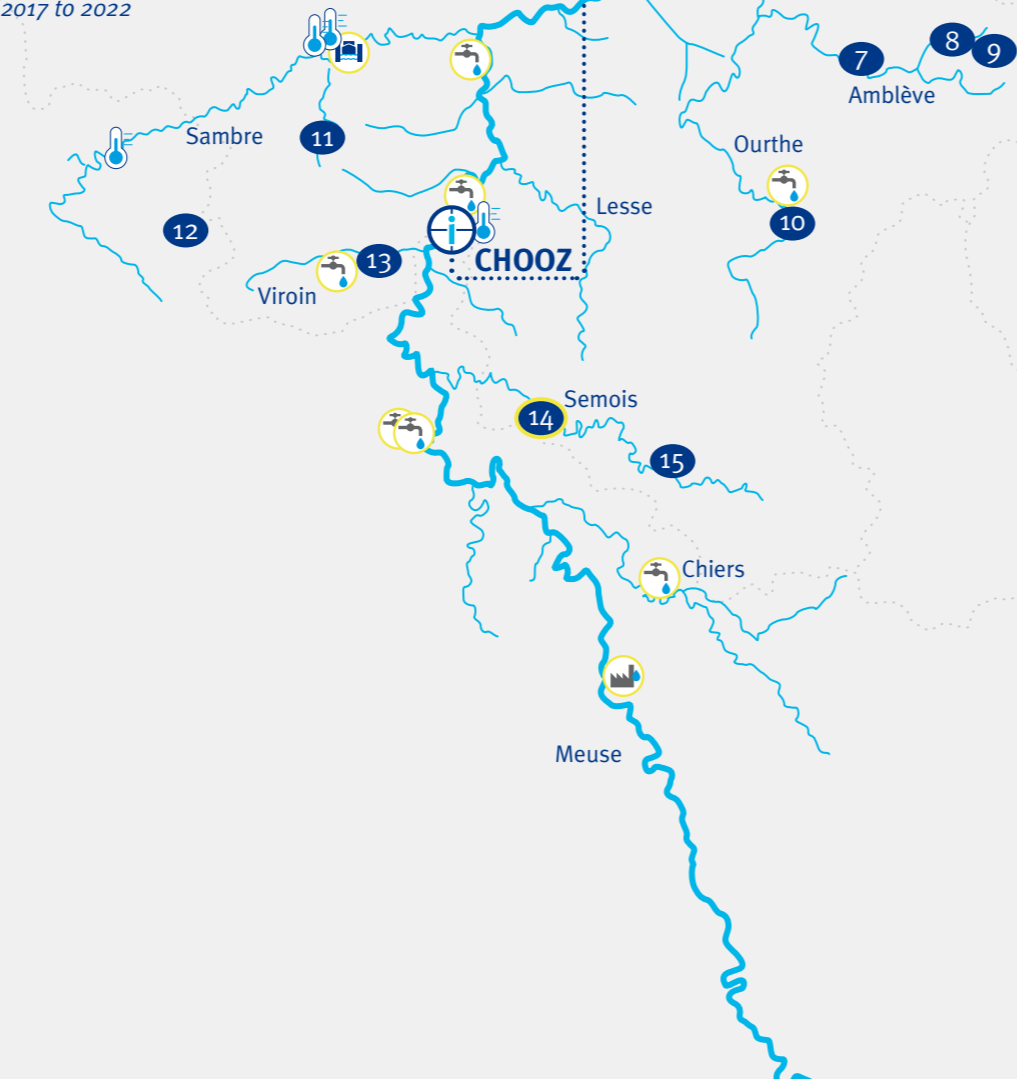 2017 to 2022
8
9
7
Amblève
Sambre
11
Ourthe
Lesse
12
10
i
CHOOZ
13
Viroin
Semois
14
15
Chiers
Meuse